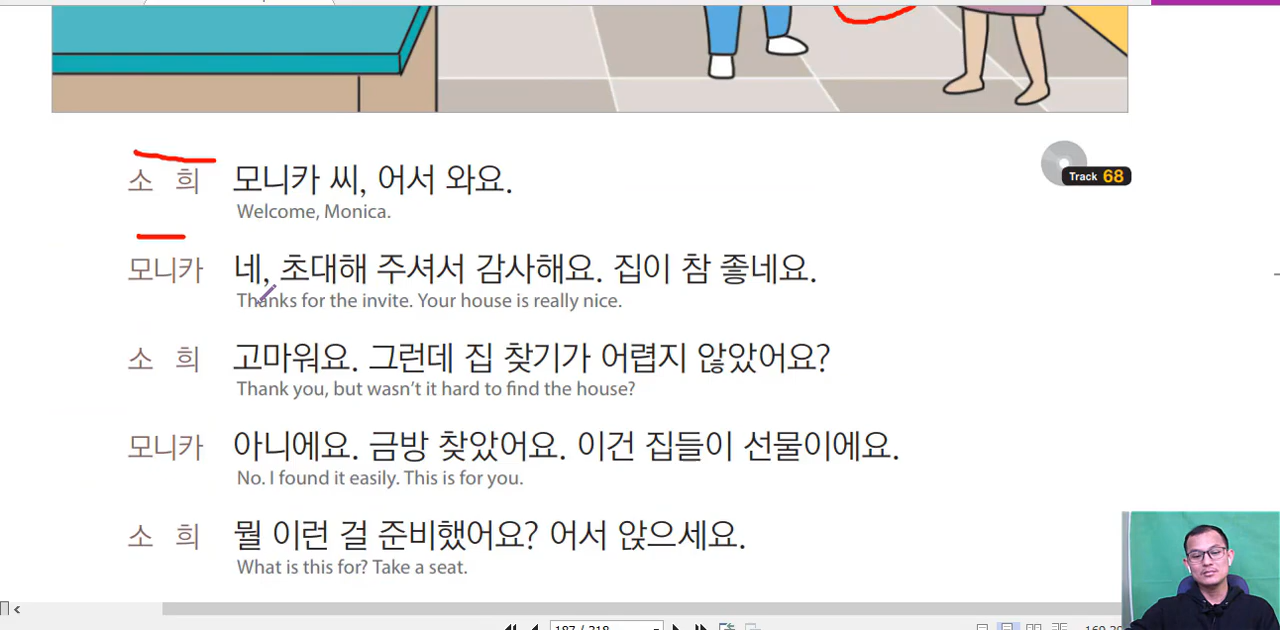 Track 68
소 희 모니카 씨, 어서 와요.
Welcome, Monica.
모니카 네, 초대해 주셔서 감사해요. 집이 참 좋네요.
Thanks for the invite. Your house is really nice.
소 희 고마워요. 그런데 집 찾기가 어렵지 않았어요?
Thank you, but wasn't it hard to find the house?
모니카 아니에요. 금방 찾았어요. 이건 집들이 선물이에요.
No. I found it easily. This is for you.
소 희 뭘 이런 걸 준비했어요? 어서 앉으세요.
What is this for? Take a seat.